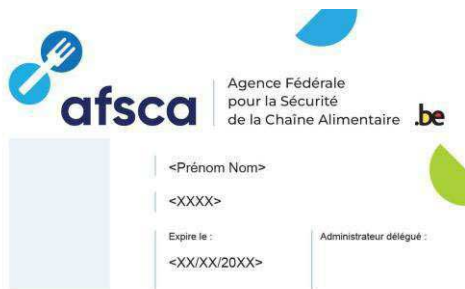 afsca
Agence Fédérale
pour la Sécurité
de la Chaîne Alimentaire
.be
<Prénom Nom>
<XXXX>
Expire le :
Administrateur délégué :
<XX/XX/20XX>